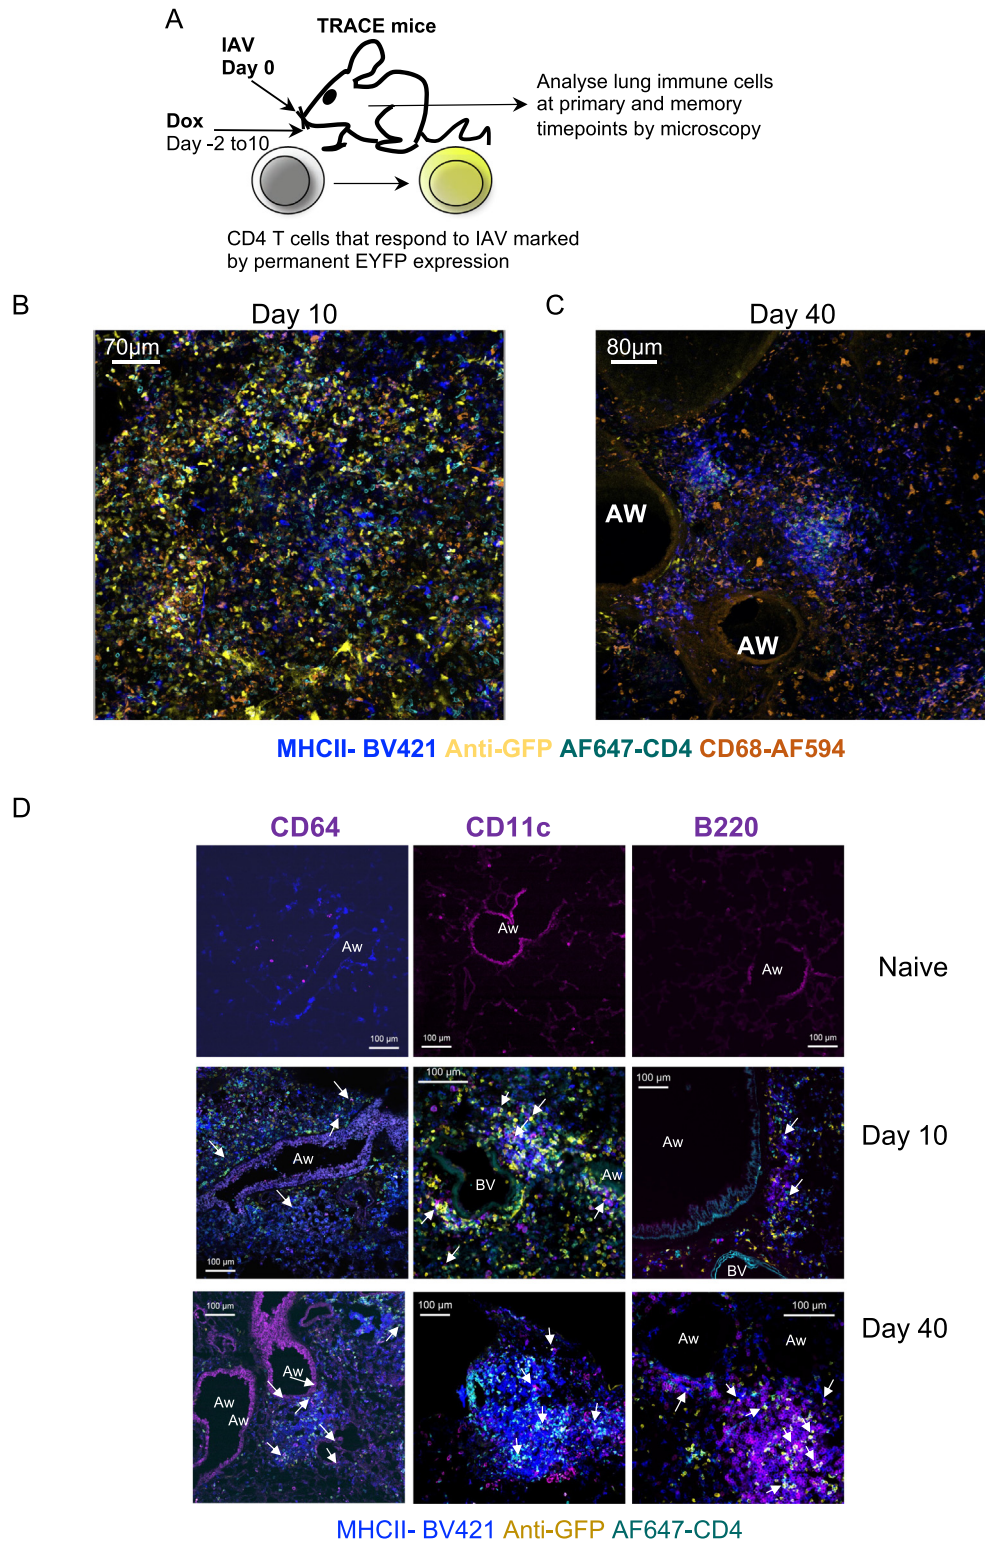 A
TRACE mice
IAV
Day 0
Dox
Day -2 to10
Analyse lung immune cells
at primary and memory
timepoints by microscopy
CD4 T cells that respond to IAV marked
by permanent EYFP expression
B
Day 10
70µm
C
Day 40
80µm
AW
AW
MHCII- BV421 Anti-GFP AF647-CD4 CD68-AF594
D
CD64 CD11c B220
Aw
100 µm
Aw
100 µm
Aw
100 µm
Naive
Aw
100 µm
100 µm
BV
Aw
100 µm
Aw
BV
Day 10
100 µm
Aw
Aw
Aw
100 µm
100 µm
Aw
Aw
Day 40
MHCII- BV421 Anti-GFP AF647-CD4